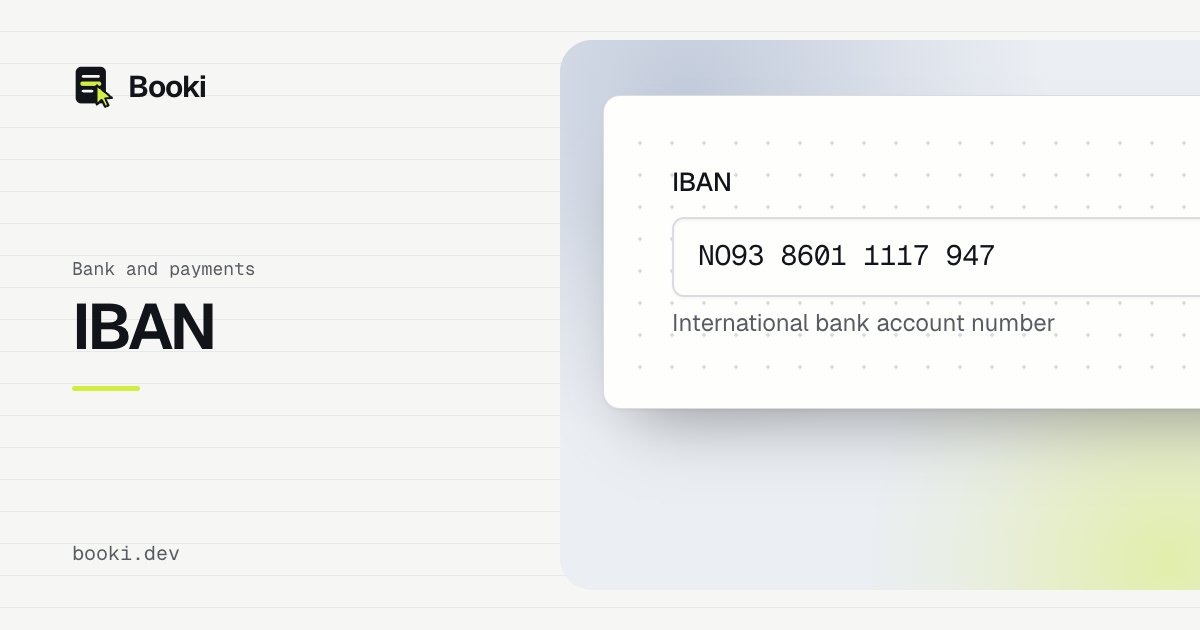 Booki
Bank and payments
IBAN
booki.dev
IBAN
NO93 8601 1117 947
International bank account number